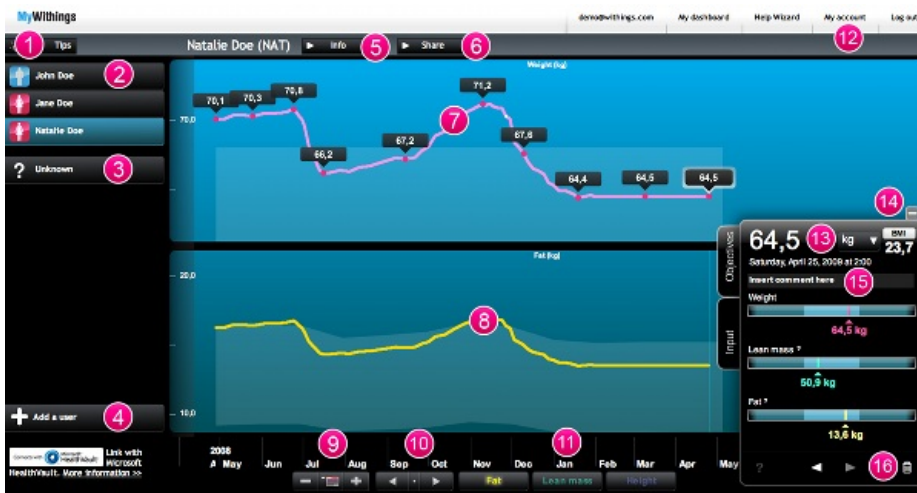 MyWithings
demo@withings.com My dashboard Help Wizard My account Log out
1 Tips Natalie Doe (NAT) Info 5 Share 6 12
John Doe 2
Jane Doe
Natalie Doe
? Unknown 3
Weight (kg)
70,0
70,1 70,3 70,8 66,2 67,2 71,2 67,6 64,4 64,5 64,5
7
Fat (kg)
20,0
10,0
8
14
Objectives
Input
64,5 13 kg BMI
23,7
Saturday, April 25, 2009 at 2:00
Insert comment here 15
Weight
64,5 kg
Lean mass ?
50,9 kg
Fat ?
13,6 kg
? 16
Add a user 4
Link with
Microsoft
HealthVault. More information >>
9 10 11
2008
May Jun Jul Aug Sep Oct Nov Dec Jan Feb Mar Apr May
Fat Lean mass Height